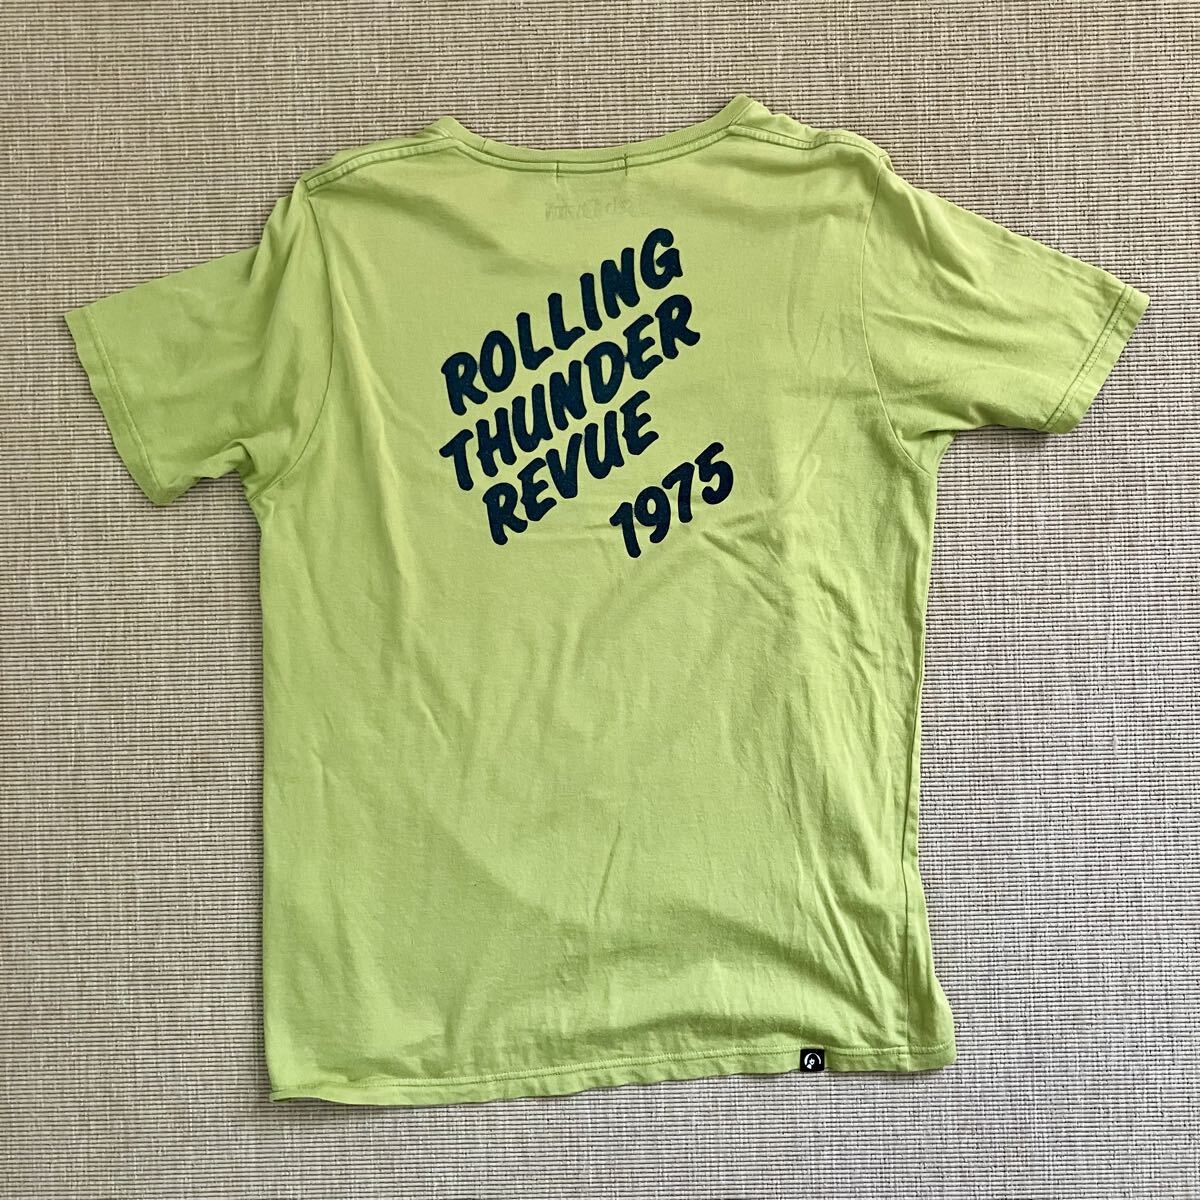 ROLLING
THUNDER
REVUE
1975